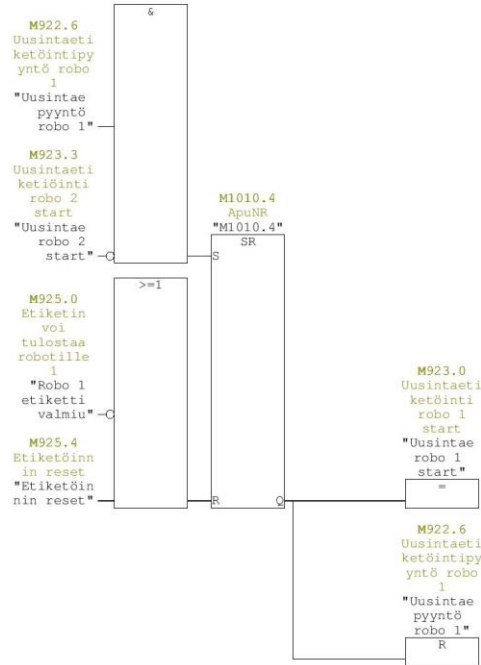 &
M922.6
Uusintaeti
ketöintipy
yntö robo
1
"Uusintae
pyyntö
robo 1"
M923.3
Uusintaeti
ketiöinti
robo 2
start
"Uusintae
robo 2
start"
M1010.4
ApuNR
"M1010.4"
SR
S
>=1
M925.0
Etiketin
voi
tulostaa
robotille
1
"Robo 1
etiketti
valmiu"
M925.4
Etiketöinn
in reset
"Etiketöin
nin reset"
R
Q
M923.0
Uusintaeti
ketöinti
robo 1
start
"Uusintae
robo 1
start"
=
M922.6
Uusintaeti
ketöintipy
yntö robo
1
"Uusintae
pyyntö
robo 1"
R